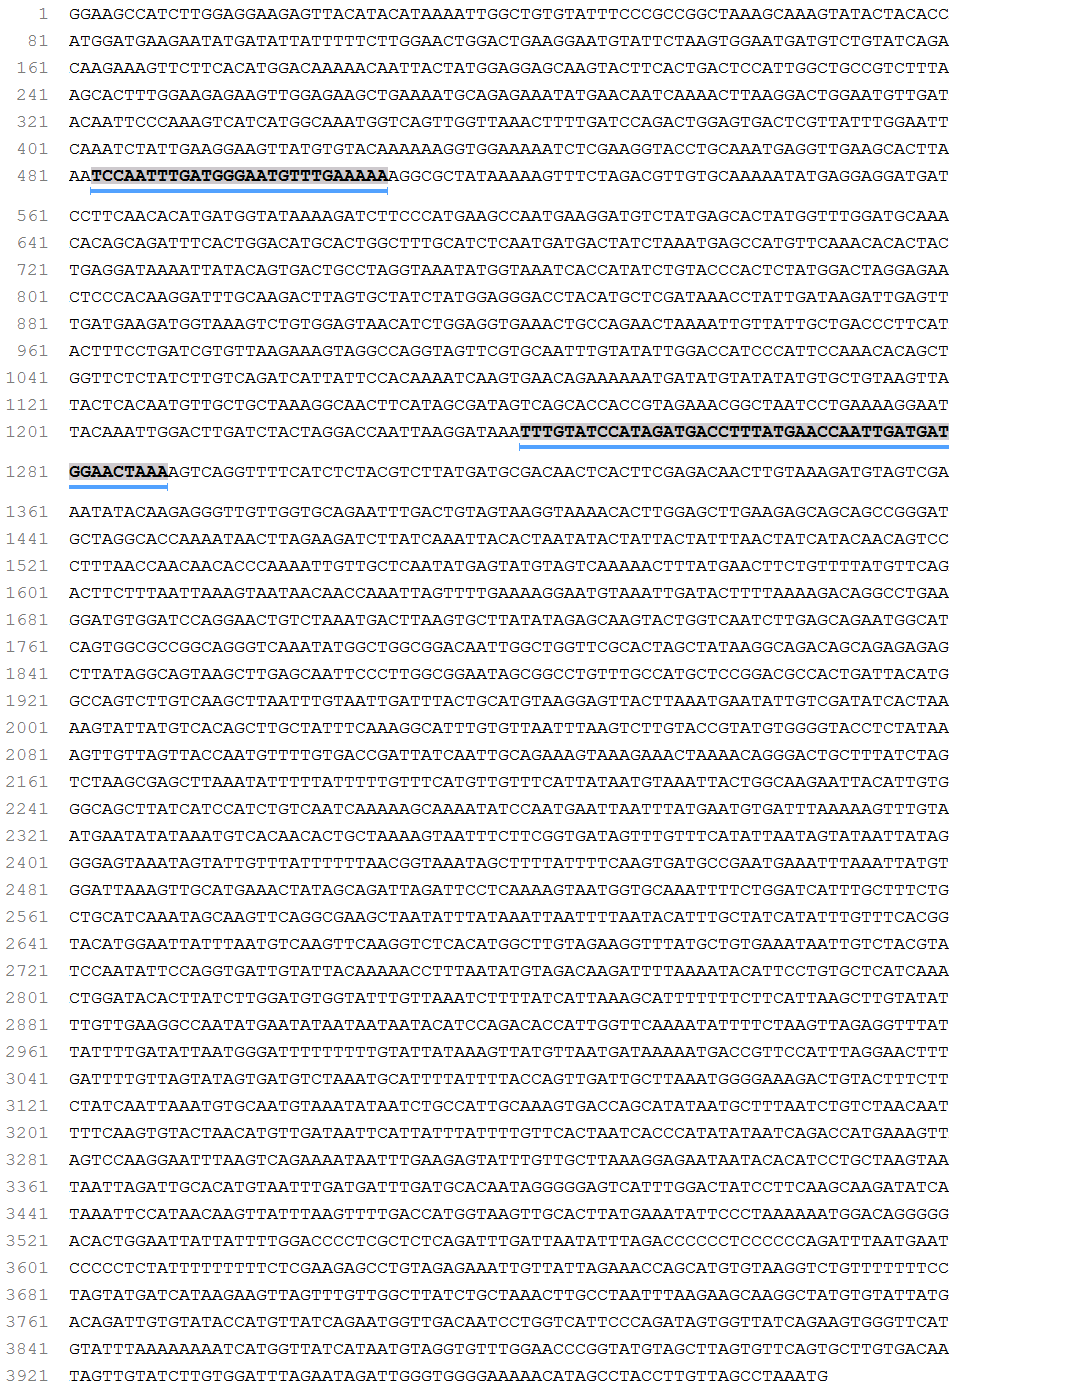 1 GGAAGCCATCTTGGAGGAAGAGTTACATACATAAAATTGGCTGTGTATTTCCCGCCGGCTAAAGCAAAGTATACTACACC
81 ATGGATGAAGAATATGATATTATTTTTCTTGGAACTGGACTGAAGGAATGTATTCTAAGTGGAATGATGTCTGTATCAGA
161 CAAGAAAGTTCTTCACATGGACAAAAACAATTACTATGGAGGAGCAAGTACTTCACTGACTCCATTGGCTGCCGTCTTTA
241 AGCACTTTGGAAGAGAAGTTGGAGAAGCTGAAAATGCAGAGAAATATGAACAATCAAAACTTAAGGACTGGAATGTTGAT
321 ACAATTCCCAAAGTCATCATGGCAAATGGTCAGTTGGTTAAACTTTTGATCCAGACTGGAGTGACTCGTTATTTGGAATT
401 CAAATCTATTGAAGGAAGTTATGTGTACAAAAAAGGTGGAAAAATCTCGAAGGTACCTGCAAATGAGGTTGAAGCACTTA
481 AATCCAATTTGATGGGAATGTTTGAAAAAAGGCGCTATAAAAAGTTTCTAGACGTTGTGCAAAAATATGAGGAGGATGAT
561 CCTTCAACACATGATGGTATAAAAGATCTTCCCATGAAGCCAATGAAGGATGTCTATGAGCACTATGGTTTGGATGCAAA
641 CACAGCAGATTTCACTGGACATGCACTGGCTTTGCATCTCAATGATGACTATCTAAATGAGCCATGTTCAAACACACTAC
721 TGAGGATAAAATTATACAGTGACTGCCTAGGTAAATATGGTAAATCACCATATCTGTACCCACTCTATGGACTAGGAGAA
801 CTCCCACAAGGATTTGCAAGACTTAGTGCTATCTATGGAGGGACCTACATGCTCGATAAACCTATTGATAAGATTGAGTT
881 TGATGAAGATGGTAAAGTCTGTGGAGTAACATCTGGAGGTGAAACTGCCAGAACTAAAATTGTTATTGCTGACCCTTCAT
961 ACTTTCCTGATCGTGTTAAGAAAGTAGGCCAGGTAGTTCGTGCAATTTGTATATTGGACCATCCCATTCCAAACACAGCT
1041 GGTTCTCTATCTTGTCAGATCATTATTCCACAAAATCAAGTGAACAGAAAAAATGATATGTATATATGTGCTGTAAGTTA
1121 TACTCACAATGTTGCTGCTAAAGGCAACTTCATAGCGATAGTCAGCACCACCGTAGAAACGGCTAATCCTGAAAAGGAAT
1201 TACAAATTGGACTTGATCTACTAGGACCAATTAAGGATAAATTTGTATCCATAGATGACCTTTATGAACCAATTGATGAT
1281 GGAACTAAAAGTCAGGTTTTCATCTCTACGTCTTATGATGCGACAACTCACTTCGAGACAACTTGTAAAGATGTAGTCGA
1361 AATATACAAGAGGGTTGTTGGTGCAGAATTTGACTGTAGTAAGGTAAAACACTTGGAGCTTGAAGAGCAGCAGCCGGGAT
1441 GCTAGGCACCAAAATAACTTAGAAGATCTTATCAAATTACACTAATATACTATTACTATTTAACTATCATACAACAGTCC
1521 CTTTAACCAACAACACCCAAAATTGTTGCTCAATATGAGTATGTAGTCAAAAACTTTATGAACTTCTGTTTTATGTTCAG
1601 ACTTCTTTAATTAAAGTAATAACAACCAAATTAGTTTTGAAAAGGAATGTAAATTGATACTTTTAAAAGACAGGCCTGAA
1681 GGATGTGGATCCAGGAACTGTCTAAATGACTTAAGTGCTTATATAGAGCAAGTACTGGTCAATCTTGAGCAGAATGGCAT
1761 CAGTGGCGCCGGCAGGGTCAAATATGGCTGGCGGACAATTGGCTGGTTCGCACTAGCTATAAGGCAGACAGCAGAGAGAG
1841 CTTATAGGCAGTAAGCTTGAGCAATTCCCTTGGCGGAATAGCGGCCTGTTTGCCATGCTCCGGACGCCACTGATTACATG
1921 GCCAGTCTTGTCAAGCTTAATTTGTAATTGATTTACTGCATGTAAGGAGTTACTTAAATGAATATTGTCGATATCACTAA
2001 AAGTATTATGTCACAGCTTGCTATTTCAAAGGCATTTGTGTTAATTTAAGTCTTGTACCGTATGTGGGGTACCTCTATAA
2081 AGTTGTTAGTTACCAATGTTTTGTGACCGATTATCAATTGCAGAAAGTAAAGAAACTAAAACAGGGACTGCTTTATCTAG
2161 TCTAAGCGAGCTTAAATATTTTTATTTTTGTTTCATGTTGTTTCATTATAATGTAAATTACTGGCAAGAATTACATTGTG
2241 GGCAGCTTATCATCCATCTGTCAATCAAAAAGCAAAATATCCAATGAATTAATTTATGAATGTGATTTAAAAAGTTTGTA
2321 ATGAATATATAAATGTCACAACACTGCTAAAAGTAATTTCTTCGGTGATAGTTTGTTTCATATTAATAGTATAATTATAG
2401 GGGAGTAAATAGTATTGTTTATTTTTTAACGGTAAATAGCTTTTATTTTCAAGTGATGCCGAATGAAATTTAAATTATGT
2481 GGATTAAAGTTGCATGAAACTATAGCAGATTAGATTCCTCAAAAGTAATGGTGCAAATTTTCTGGATCATTTGCTTTCTG
2561 CTGCATCAAATAGCAAGTTCAGGCGAAGCTAATATTTATAAATTAATTTTAATACATTTGCTATCATATTTGTTTCACGG
2641 TACATGGAATTATTTAATGTCAAGTTCAAGGTCTCACATGGCTTGTAGAAGGTTTATGCTGTGAAATAATTGTCTACGTA
2721 TCCAATATTCCAGGTGATTGTATTACAAAAACCTTTAATATGTAGACAAGATTTTAAAATACATTCCTGTGCTCATCAAA
2801 CTGGATACACTTATCTTGGATGTGGTATTTGTTAAATCTTTTATCATTAAAGCATTTTTTTCTTCATTAAGCTTGTATAT
2881 TTGTTGAAGGCCAATATGAATATAATAATAATACATCCAGACACCATTGGTTCAAAATATTTTCTAAGTTAGAGGTTTAT
2961 TATTTTGATATTAATGGGATTTTTTTTTGTATTATAAAGTTATGTTAATGATAAAAATGACCGTTCCATTTAGGAACTTT
3041 GATTTTGTTAGTATAGTGATGTCTAAATGCATTTTATTTTACCAGTTGATTGCTTAAATGGGGAAAGACTGTACTTTCTT
3121 CTATCAATTAAATGTGCAATGTAAATATAATCTGCCATTGCAAAGTGACCAGCATATAATGCTTTAATCTGTCTAACAAT
3201 TTTCAAGTGTACTAACATGTTGATAATTCATTATTTATTTTGTTCACTAATCACCCATATATAATCAGACCATGAAAGTT
3281 AGTCCAAGGAATTTAAGTCAGAAAATAATTTGAAGAGTATTTGTTGCTTAAAGGAGAATAATACACATCCTGCTAAGTAA
3361 TAATTAGATTGCACATGTAATTTGATGATTTGATGCACAATAGGGGGAGTCATTTGGACTATCCTTCAAGCAAGATATCA
3441 TAAATTCCATAACAAGTTATTTAAGTTTTGACCATGGTAAGTTGCACTTATGAAATATTCCCTAAAAAATGGACAGGGGG
3521 ACACTGGAATTATTATTTTGGACCCCTCGCTCTCAGATTTGATTAATATTTAGACCCCCCTCCCCCCAGATTTAATGAAT
3601 CCCCCTCTATTTTTTTTTCTCGAAGAGCCTGTAGAGAAATTGTTATTAGAAACCAGCATGTGTAAGGTCTGTTTTTTTCC
3681 TAGTATGATCATAAGAAGTTAGTTTGTTGGCTTATCTGCTAAACTTGCCTAATTTAAGAAGCAAGGCTATGTGTATTATG
3761 ACAGATTGTGTATACCATGTTATCAGAATGGTTGACAATCCTGGTCATTCCCAGATAGTGGTTATCAGAAGTGGGTTCAT
3841 GTATTTAAAAAAAATCATGGTTATCATAATGTAGGTGTTTGGAACCCGGTATGTAGCTTAGTGTTCAGTGCTTGTGACAA
3921 TAGTTGTATCTTGTGGATTTAGAATAGATTGGGTGGGGAAAAACATAGCCTACCTTGTTAGCCTAAATG